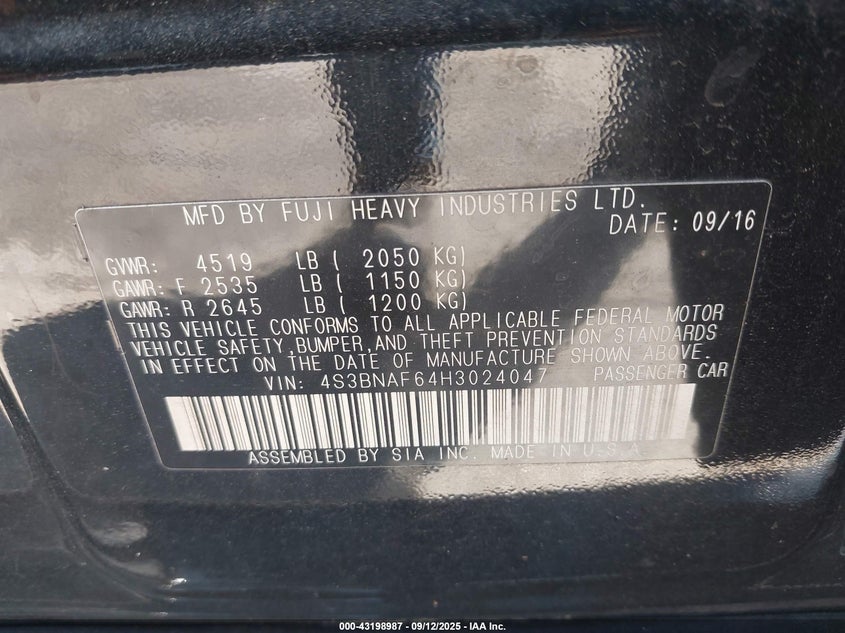 MFD BY FUJI HEAVY INDUSTRIES LTD.
DATE: 09/16
GVWR: 4519 LB ( 2050 KG)
GAWR: F 2535 LB ( 1150 KG)
GAWR: R 2645 LB ( 1200 KG)
THIS VEHICLE CONFORMS TO ALL APPLICABLE FEDERAL MOTOR
VEHICLE SAFETY,BUMPER,AND THEFT PREVENTION STANDARDS
IN EFFECT ON THE DATE OF MANUFACTURE SHOWN ABOVE.
VIN: 4S3BNAF64H3024047 PASSENGER CAR
ASSEMBLED BY SIA INC. MADE IN U.S.A.
000-43198987 - 09/12/2025 - IAA Inc.